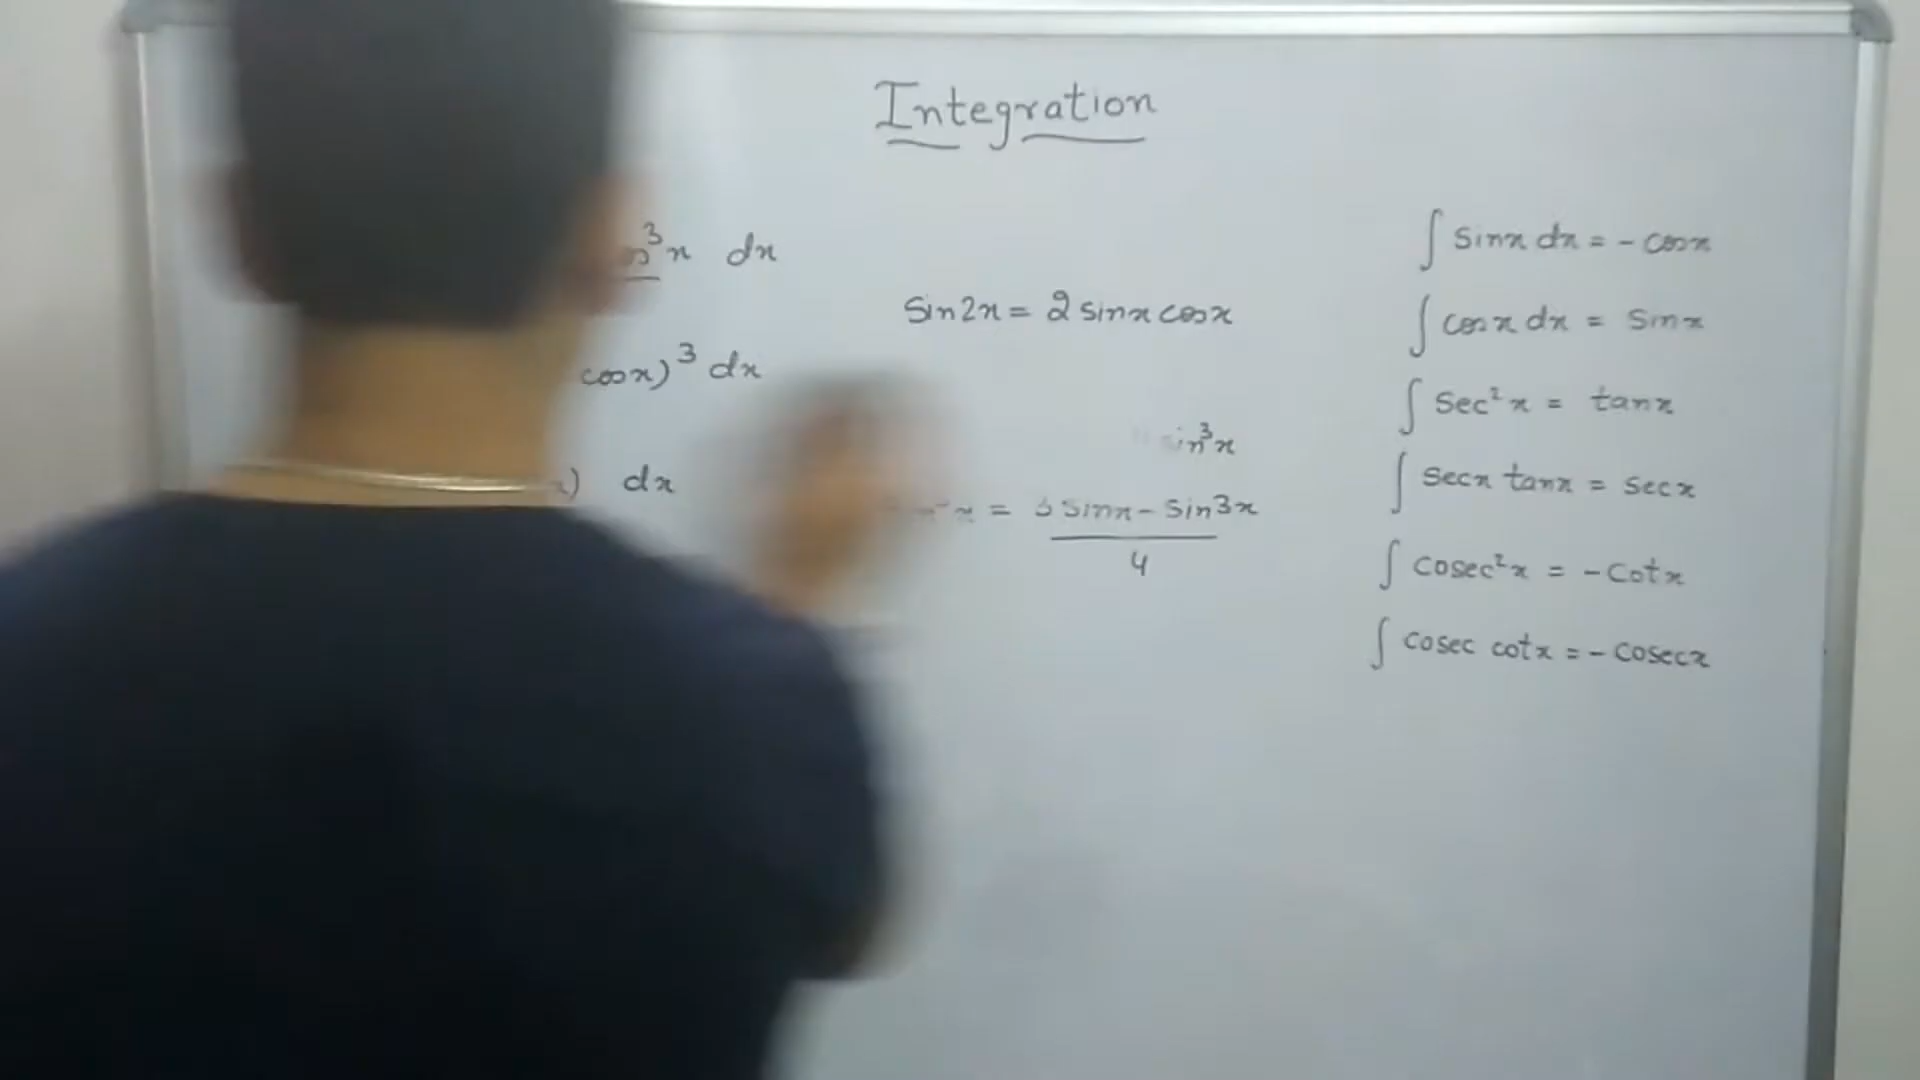 Integration
³x dx
cosx)³ dx
x) dx
Sin2x = 2 sinx cosx
in³x
x = 3 Sinx - Sin3x
4
∫ Sinx dx = - cosx
∫ cosx dx = Sinx
∫ Sec²x = tanx
∫ Secx tanx = Secx
∫ Cosec²x = - Cotx
∫ Cosec cotx = - Cosecx